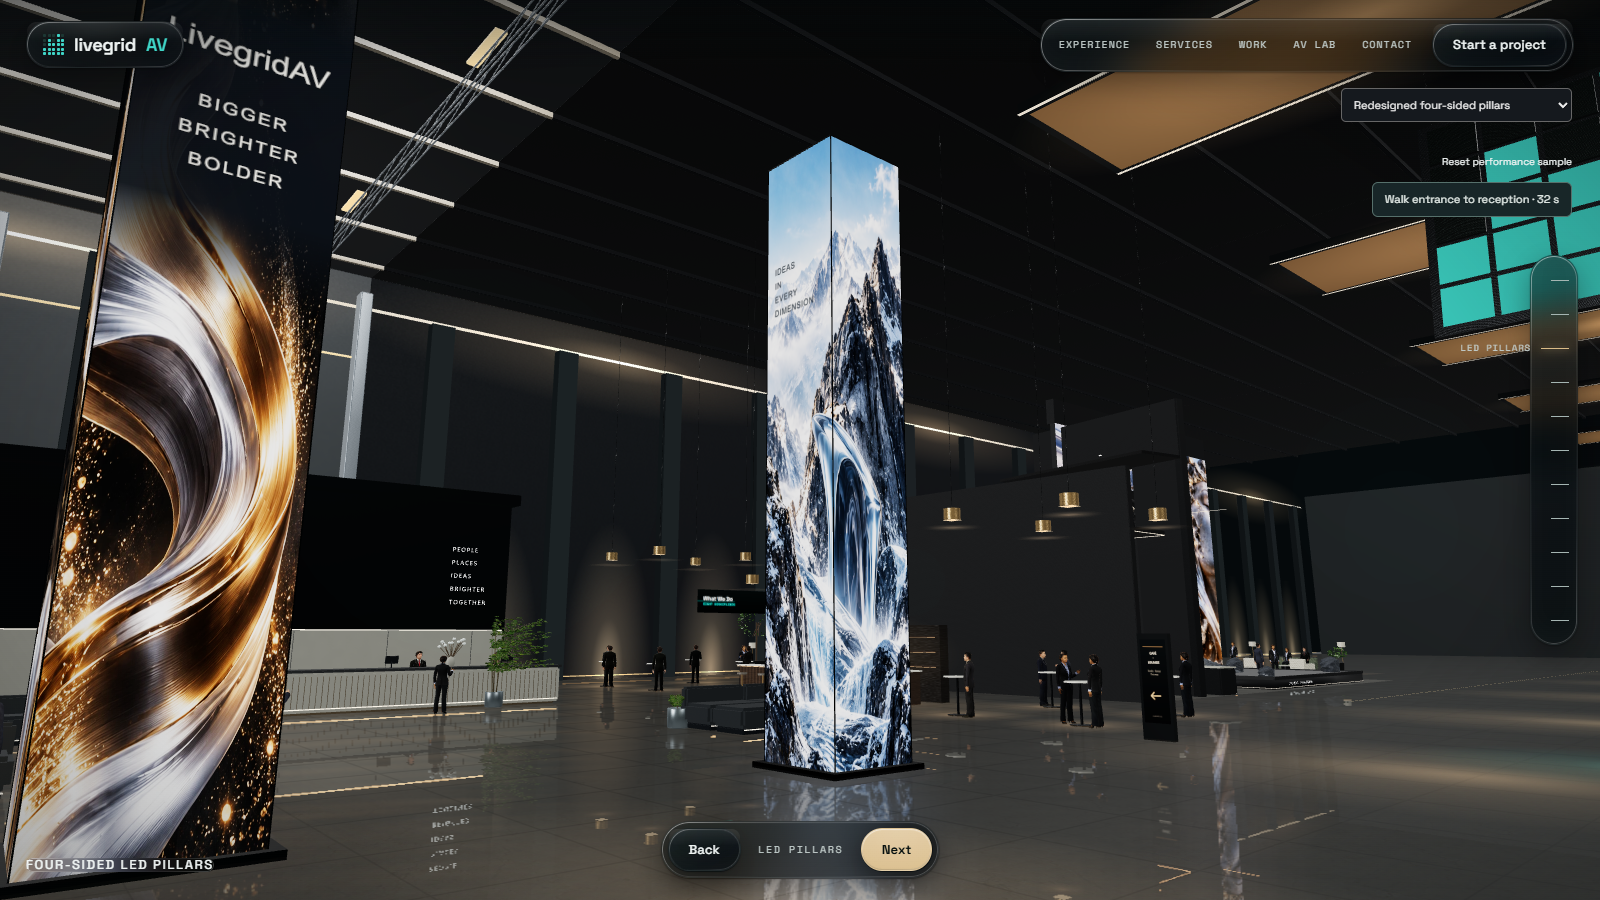 livegrid AV
EXPERIENCE SERVICES WORK AV LAB CONTACT Start a project
Redesigned four-sided pillars
Reset performance sample
Walk entrance to reception · 32 s
LED PILLARS
LivegridAV
BIGGER
BRIGHTER
BOLDER
IDEAS
IN
EVERY
DIMENSION
PEOPLE
PLACES
IDEAS
BRIGHTER
TOGETHER
What We Do
FOUR-SIDED LED PILLARS
Back LED PILLARS Next